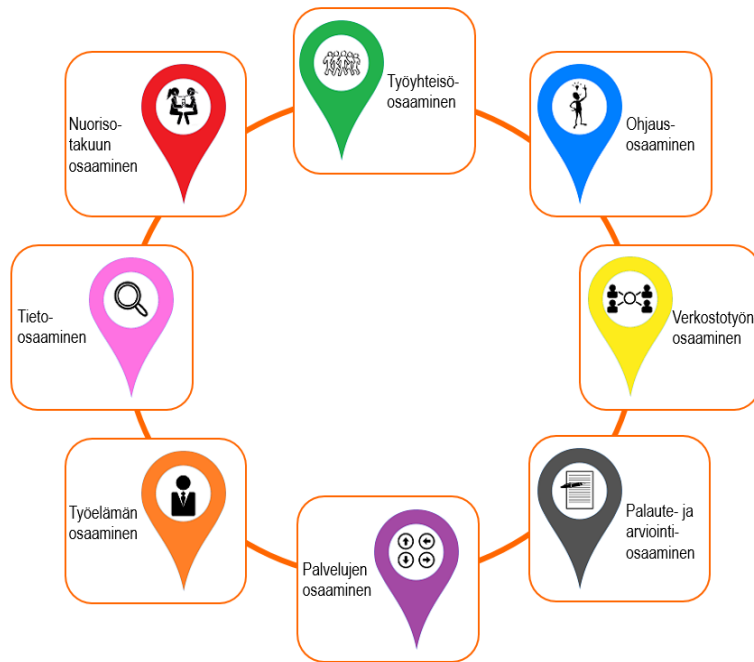 Työyhteisö-
osaaminen
Ohjaus-
osaaminen
Verkostotyön
osaaminen
Palaute- ja
arviointi-
osaaminen
Palvelujen
osaaminen
Työelämän
osaaminen
Tieto-
osaaminen
Nuoriso-
takuun
osaaminen